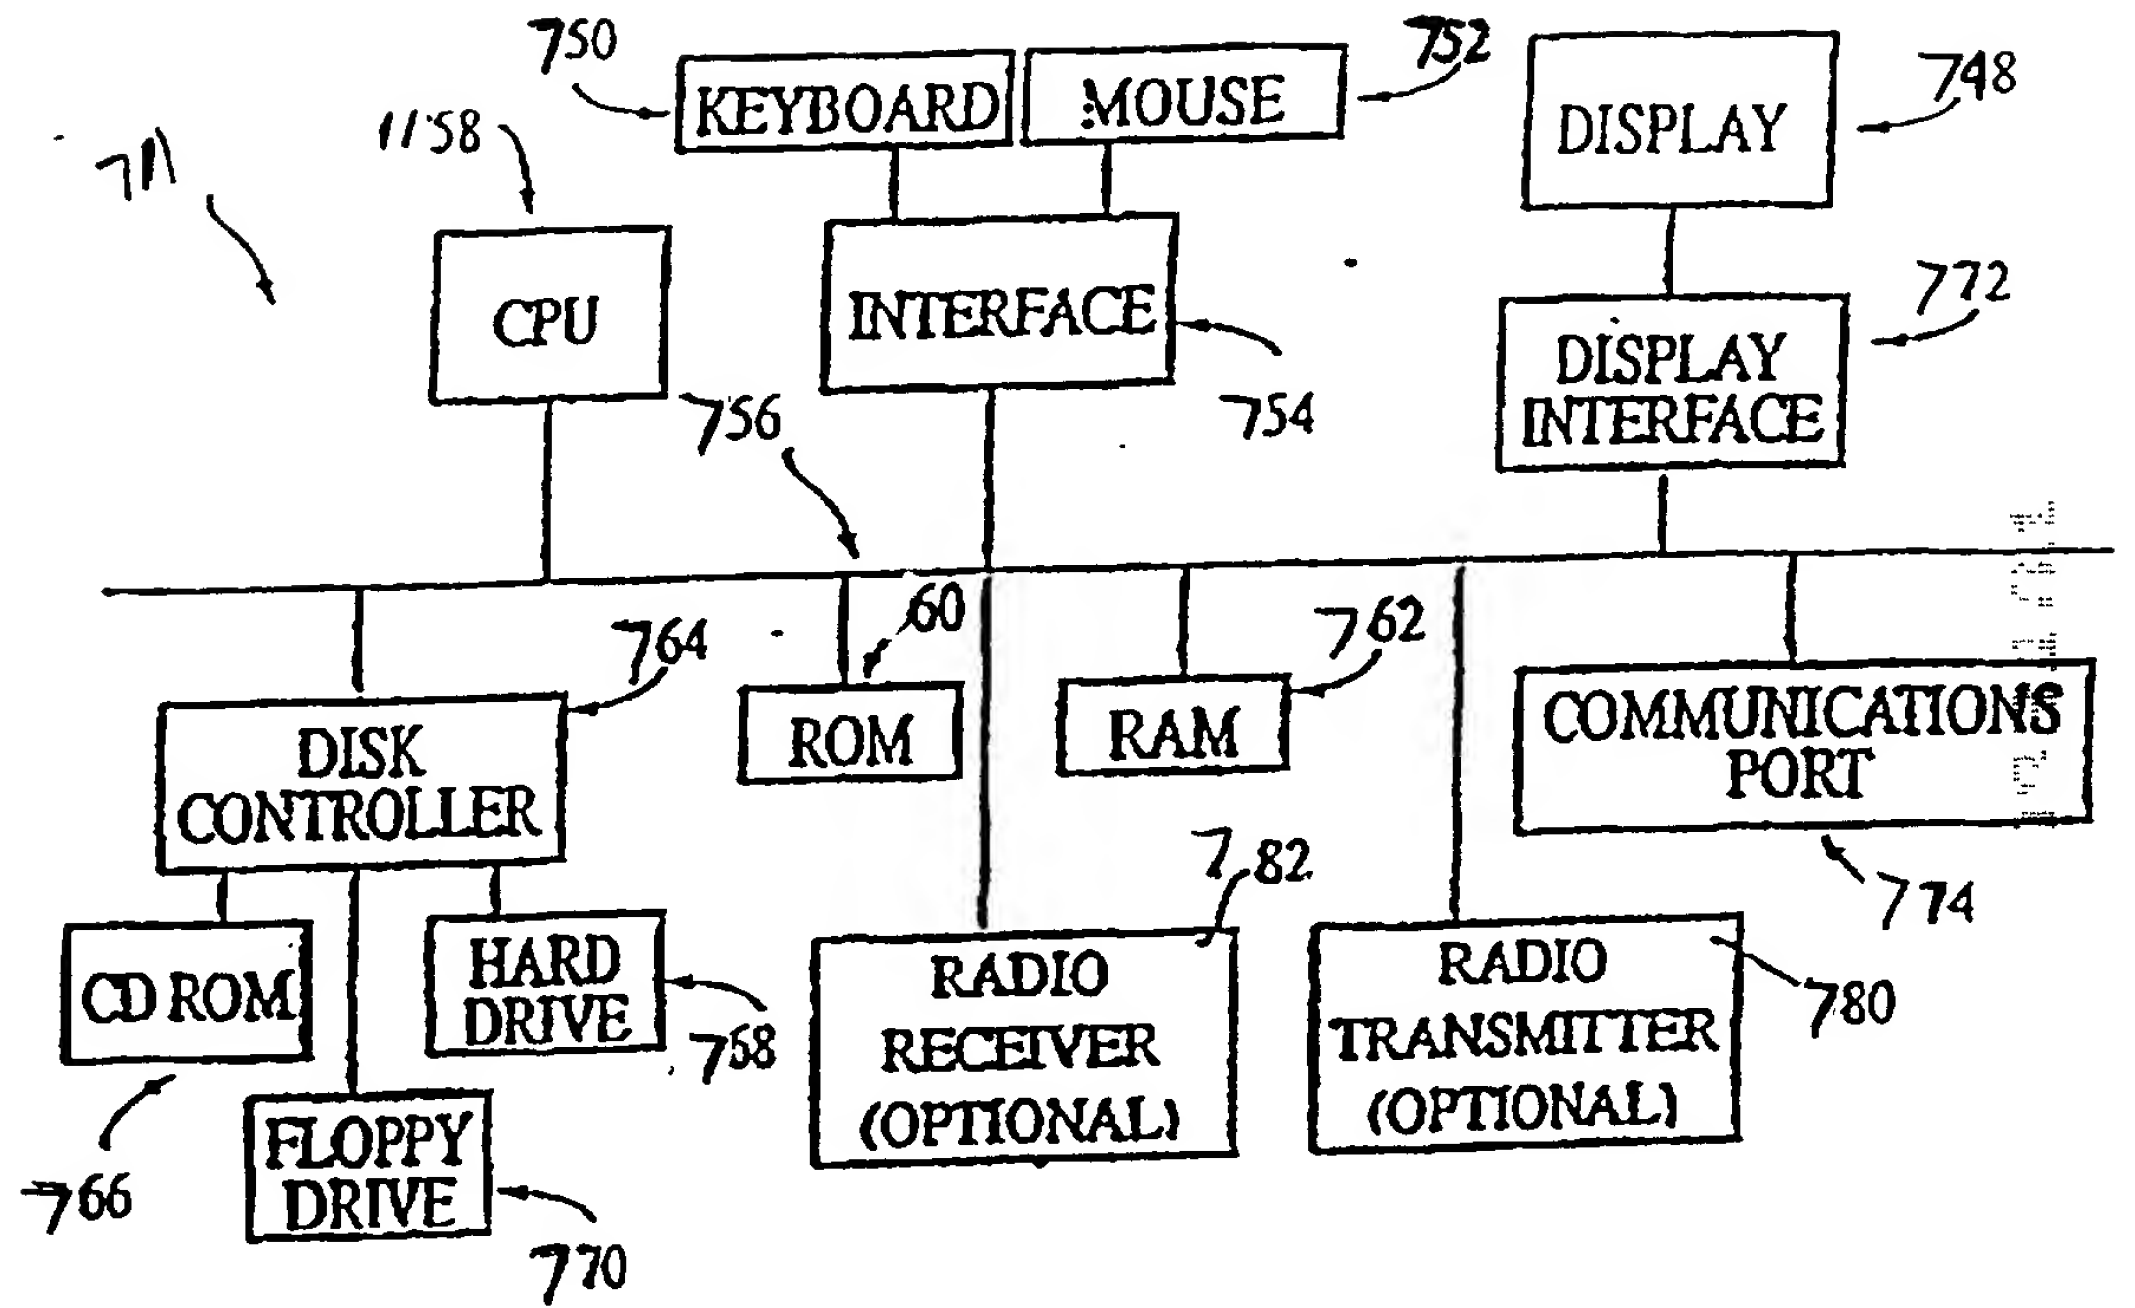 750
KEYBOARD
MOUSE
752
DISPLAY
748
1158
711
CPU
INTERFACE
754
DISPLAY
INTERFACE
772
756
764
60
762
DISK
CONTROLLER
ROM
RAM
COMMUNICATIONS
PORT
774
CD ROM
766
HARD
DRIVE
768
FLOPPY
DRIVE
770
782
RADIO
RECEIVER
(OPTIONAL)
RADIO
TRANSMITTER
(OPTIONAL)
780